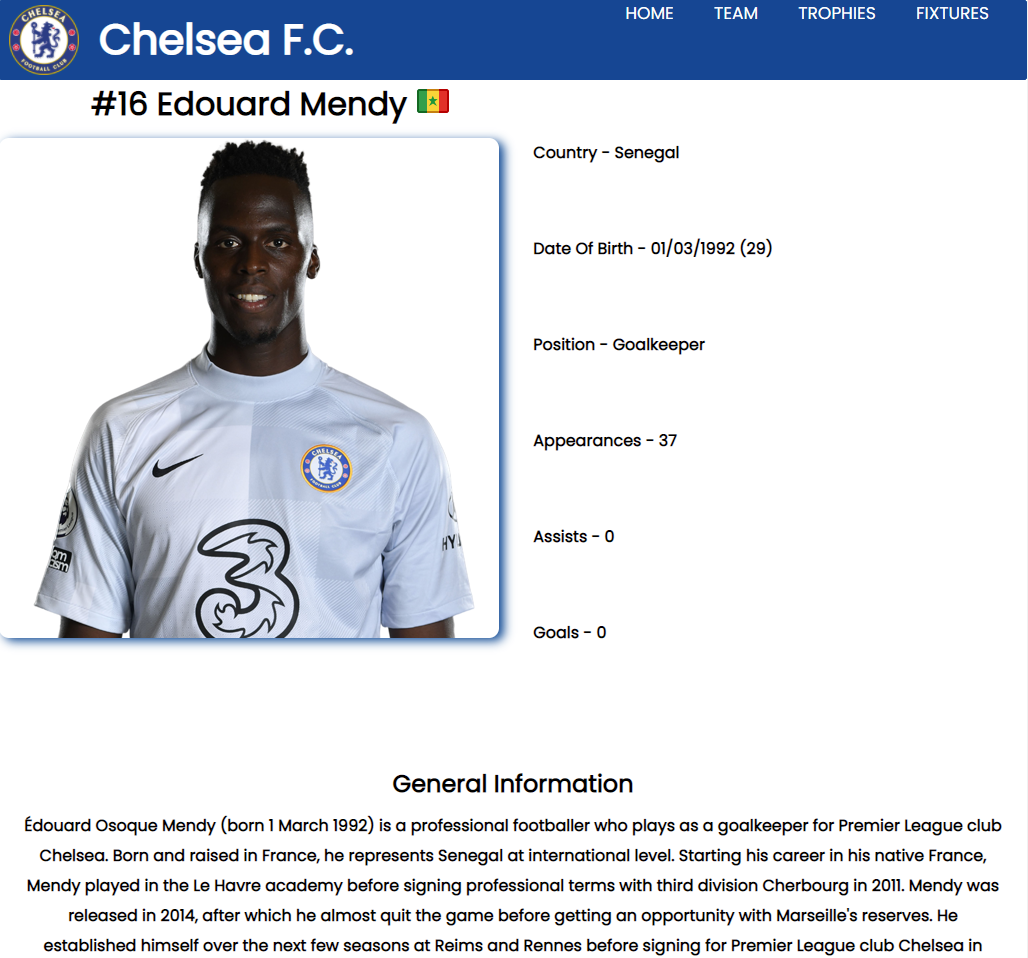 CHELSEA
FOOTBALL CLUB
Chelsea F.C.
HOME
TEAM
TROPHIES
FIXTURES
#16 Edouard Mendy
Country - Senegal
Date Of Birth - 01/03/1992 (29)
Position - Goalkeeper
Appearances - 37
Assists - 0
Goals - 0
CHELSEA
FOOTBALL CLUB
3
General Information
Édouard Osoque Mendy (born 1 March 1992) is a professional footballer who plays as a goalkeeper for Premier League club
Chelsea. Born and raised in France, he represents Senegal at international level. Starting his career in his native France,
Mendy played in the Le Havre academy before signing professional terms with third division Cherbourg in 2011. Mendy was
released in 2014, after which he almost quit the game before getting an opportunity with Marseille's reserves. He
established himself over the next few seasons at Reims and Rennes before signing for Premier League club Chelsea in